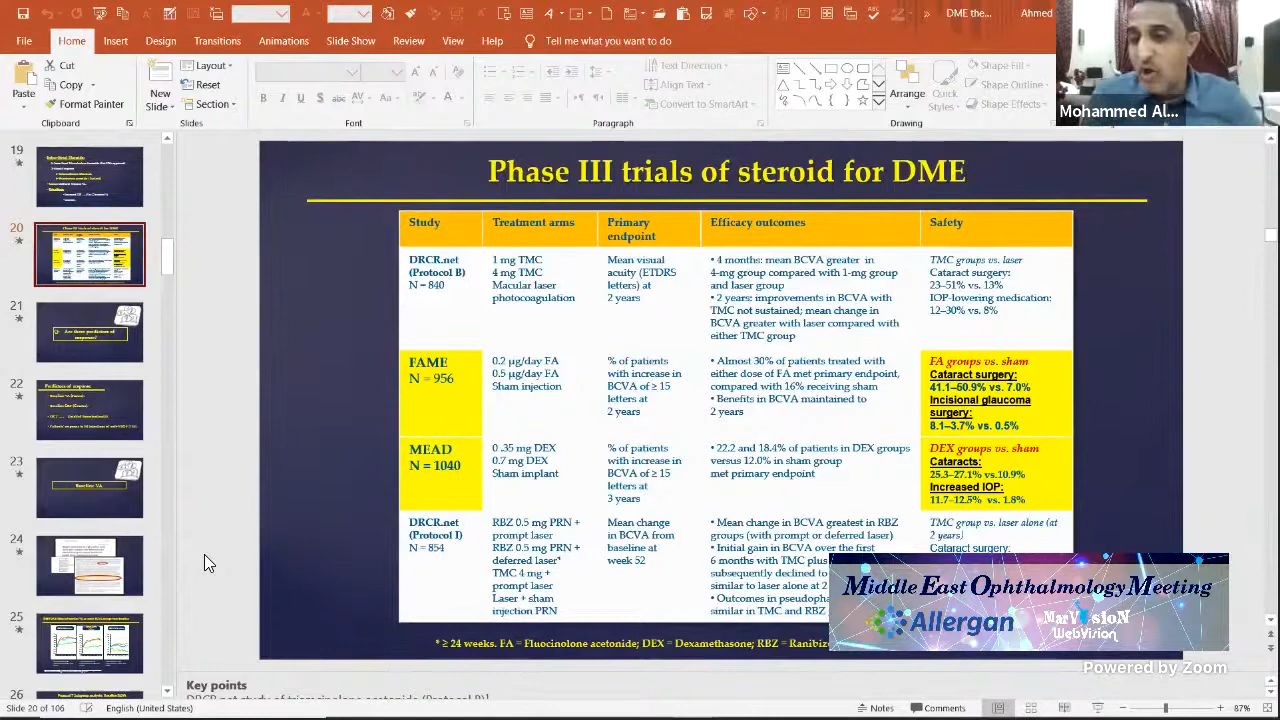 DME the...
Ahmed
File
Home
Insert
Design
Transitions
Animations
Slide Show
Review
View
Help
Tell me what you want to do
Paste
Cut
Copy
Format Painter
Clipboard
New
Slide
Layout
Reset
Section
Slides
Font
Text Direction
Align Text
Convert to SmartArt
Paragraph
Arrange
Quick
Styles
Shape Fill
Shape Outline
Shape Effects
Drawing
Mohammed Al...
19
20
21
22
23
24
25
26
Phase III trials of steroid for DME
Study
Treatment arms
Primary
endpoint
Efficacy outcomes
Safety
DRCR.net
(Protocol B)
N = 840
1 mg TMC
4 mg TMC
Macular laser
photocoagulation
Mean visual
acuity (ETDRS
letters) at
2 years
• 4 months: mean BCVA greater in
4-mg group compared with 1-mg group
and laser group
• 2 years: improvements in BCVA with
TMC not sustained; mean change in
BCVA greater with laser compared with
either TMC group
TMC groups vs. laser
Cataract surgery:
23–51% vs. 13%
IOP-lowering medication:
12–30% vs. 8%
FAME
N = 956
0.2 µg/day FA
0.5 µg/day FA
Sham injection
% of patients
with increase in
BCVA of ≥ 15
letters at
2 years
• Almost 30% of patients treated with
either dose of FA met primary endpoint,
compared with 16% receiving sham
• Benefits in BCVA maintained to
2 years
FA groups vs. sham
Cataract surgery:
41.1–50.9% vs. 7.0%
Incisional glaucoma
surgery:
8.1–3.7% vs. 0.5%
MEAD
N = 1040
0 .35 mg DEX
0.7 mg DEX
Sham implant
% of patients
with increase in
BCVA of ≥ 15
letters at
3 years
• 22.2 and 18.4% of patients in DEX groups
versus 12.0% in sham group
met primary endpoint
DEX groups vs. sham
Cataracts:
25.3–27.1% vs.10.9%
Increased IOP:
11.7–12.5% vs. 1.8%
DRCR.net
(Protocol I)
N = 854
RBZ 0.5 mg PRN +
prompt laser
RBZ 0.5 mg PRN +
deferred laser*
TMC 4 mg +
prompt laser
Laser + sham
injection PRN
Mean change
in BCVA from
baseline at
week 52
• Mean change in BCVA greatest in RBZ
groups (with prompt or deferred laser)
• Initial gain in BCVA over the first
6 months with TMC plus
subsequently declined to
similar to laser alone at 2
• Outcomes in pseudopha
similar in TMC and RBZ
TMC group vs. laser alone (at
2 years)
Cataract surgery:
* ≥ 24 weeks. FA = Fluocinolone acetonide; DEX = Dexamethasone; RBZ = Ranibiz
Middle East Ophthalmology Meeting
Allergan
MarVision
WebVision
Powered by Zoom
Key points
Slide 20 of 106
English (United States)
Notes
Comments
87%